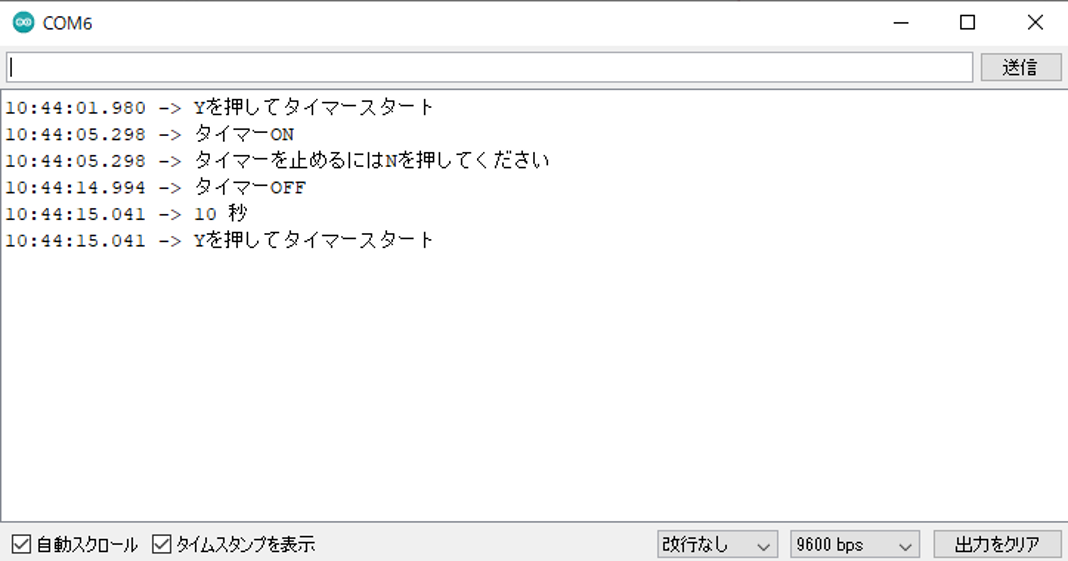 COM6
送信
10:44:01.980 -> Yを押してタイマースタート
10:44:05.298 -> タイマーON
10:44:05.298 -> タイマーを止めるにはNを押してください
10:44:14.994 -> タイマーOFF
10:44:15.041 -> 10 秒
10:44:15.041 -> Yを押してタイマースタート
自動スクロール タイムスタンプを表示 改行なし 9600 bps 出力をクリア